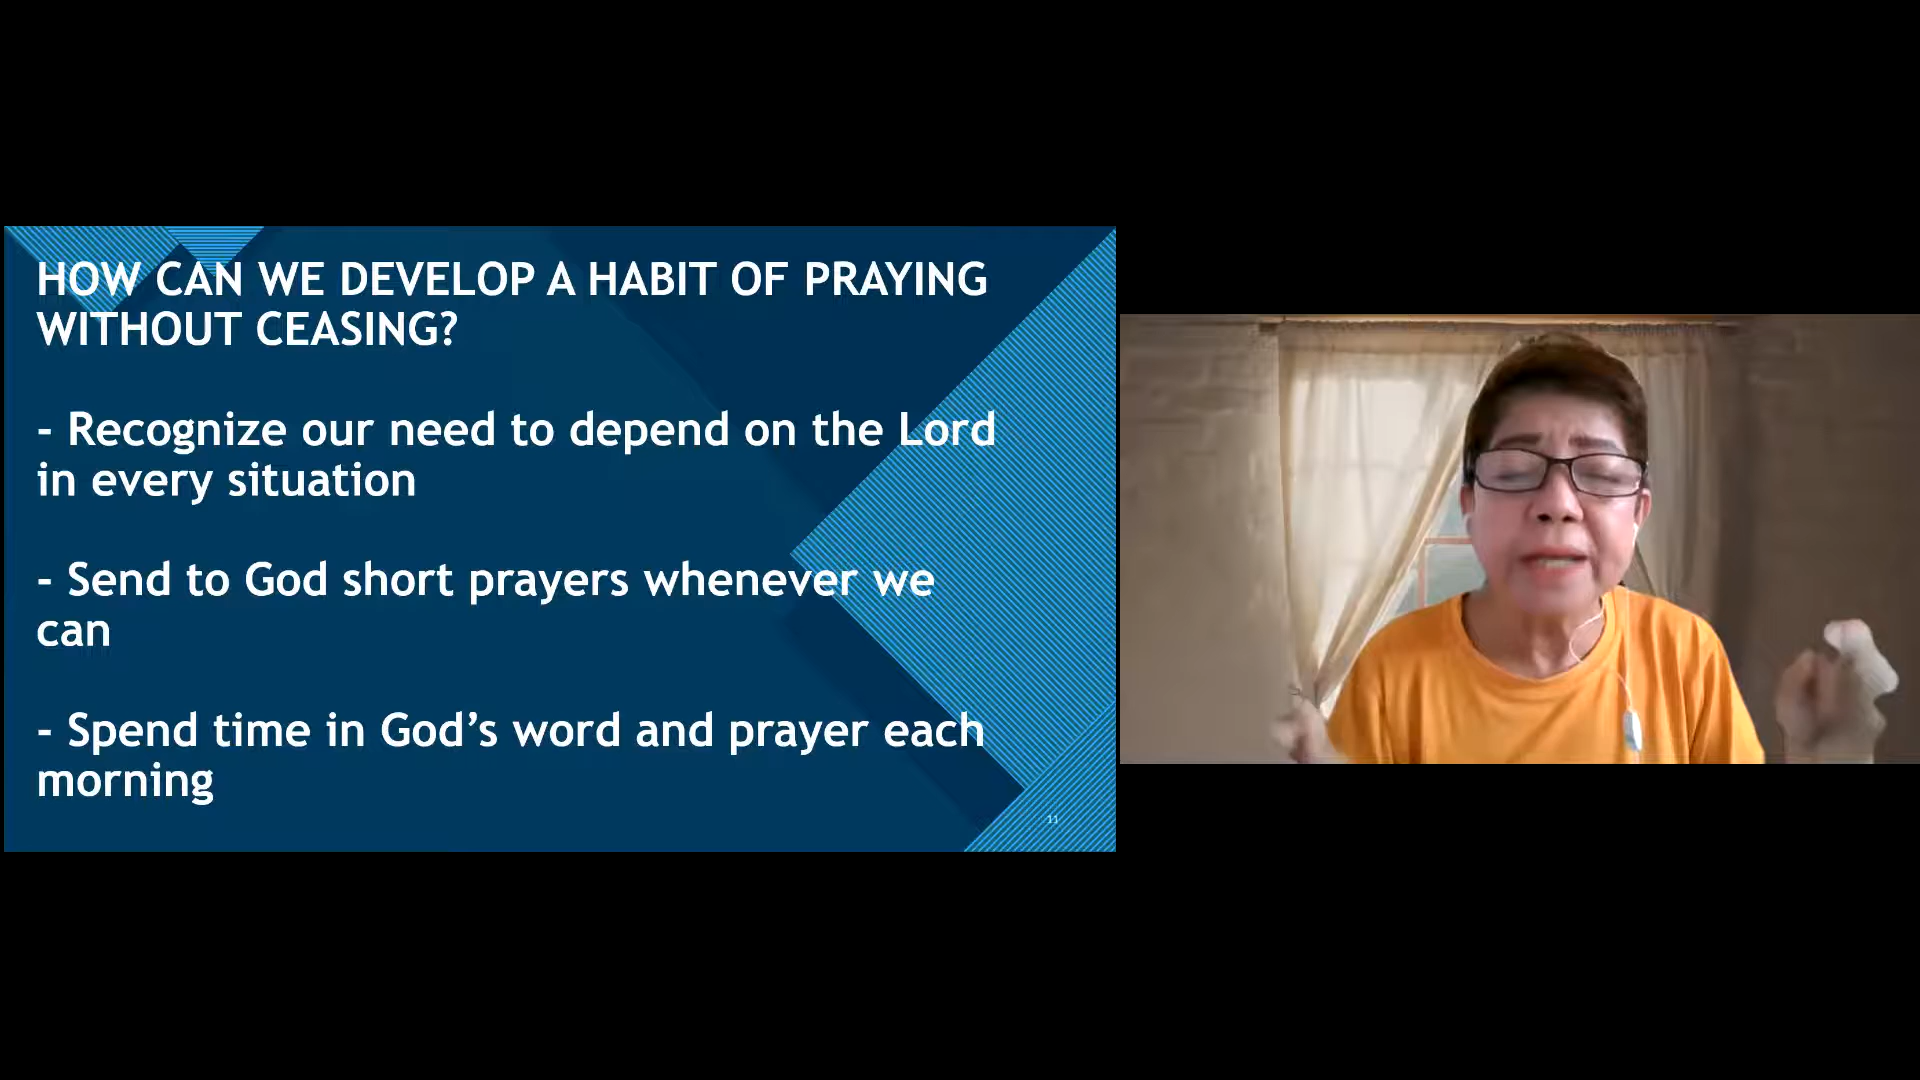 HOW CAN WE DEVELOP A HABIT OF PRAYING
WITHOUT CEASING?
- Recognize our need to depend on the Lord
in every situation
- Send to God short prayers whenever we
can
- Spend time in God’s word and prayer each
morning
11